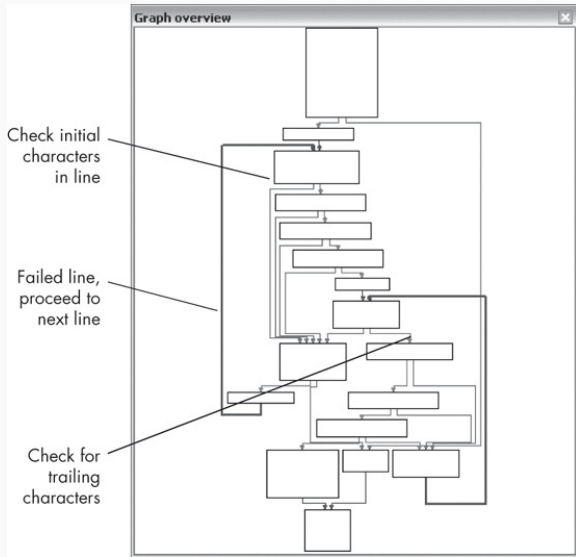 Graph overview
Check initial
characters
in line
Failed line,
proceed to
next line
Check for
trailing
characters